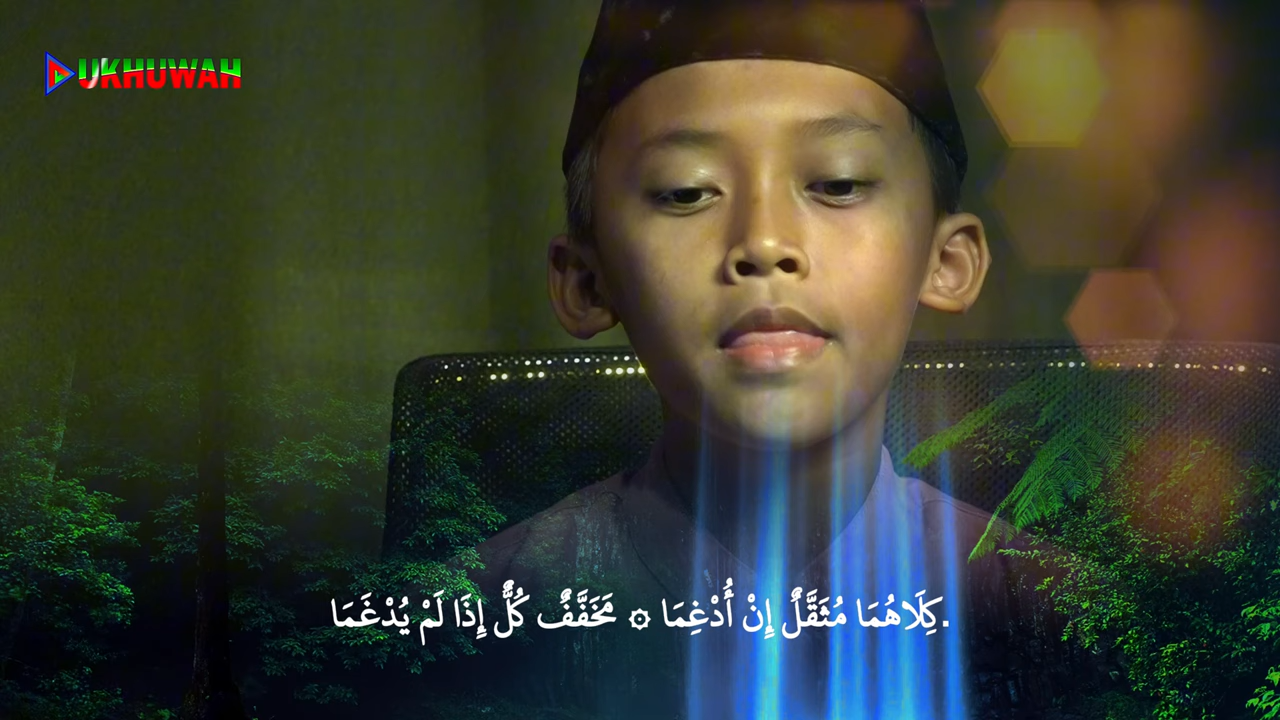 UKHUWAH
كِلَاهُمَا مُثَقَّلٌ إِنْ أُدْغِمَا ۞ مَخَفَّفٌ كُلٌّ إِذَا لَمْ يُدْغَمَا.